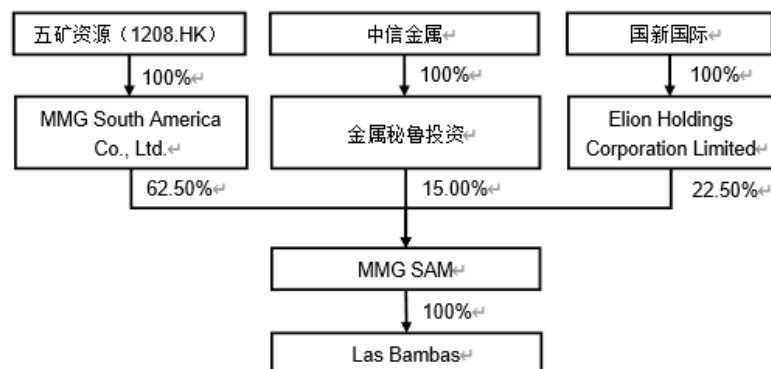 五矿资源（1208.HK）
中信金属↵
国新国际↵
100%↵
100%↵
100%↵
MMG South America
Co., Ltd.↵
金属秘鲁投资↵
Elion Holdings
Corporation Limited↵
62.50%↵
15.00%↵
22.50%↵
MMG SAM↵
100%↵
Las Bambas↵